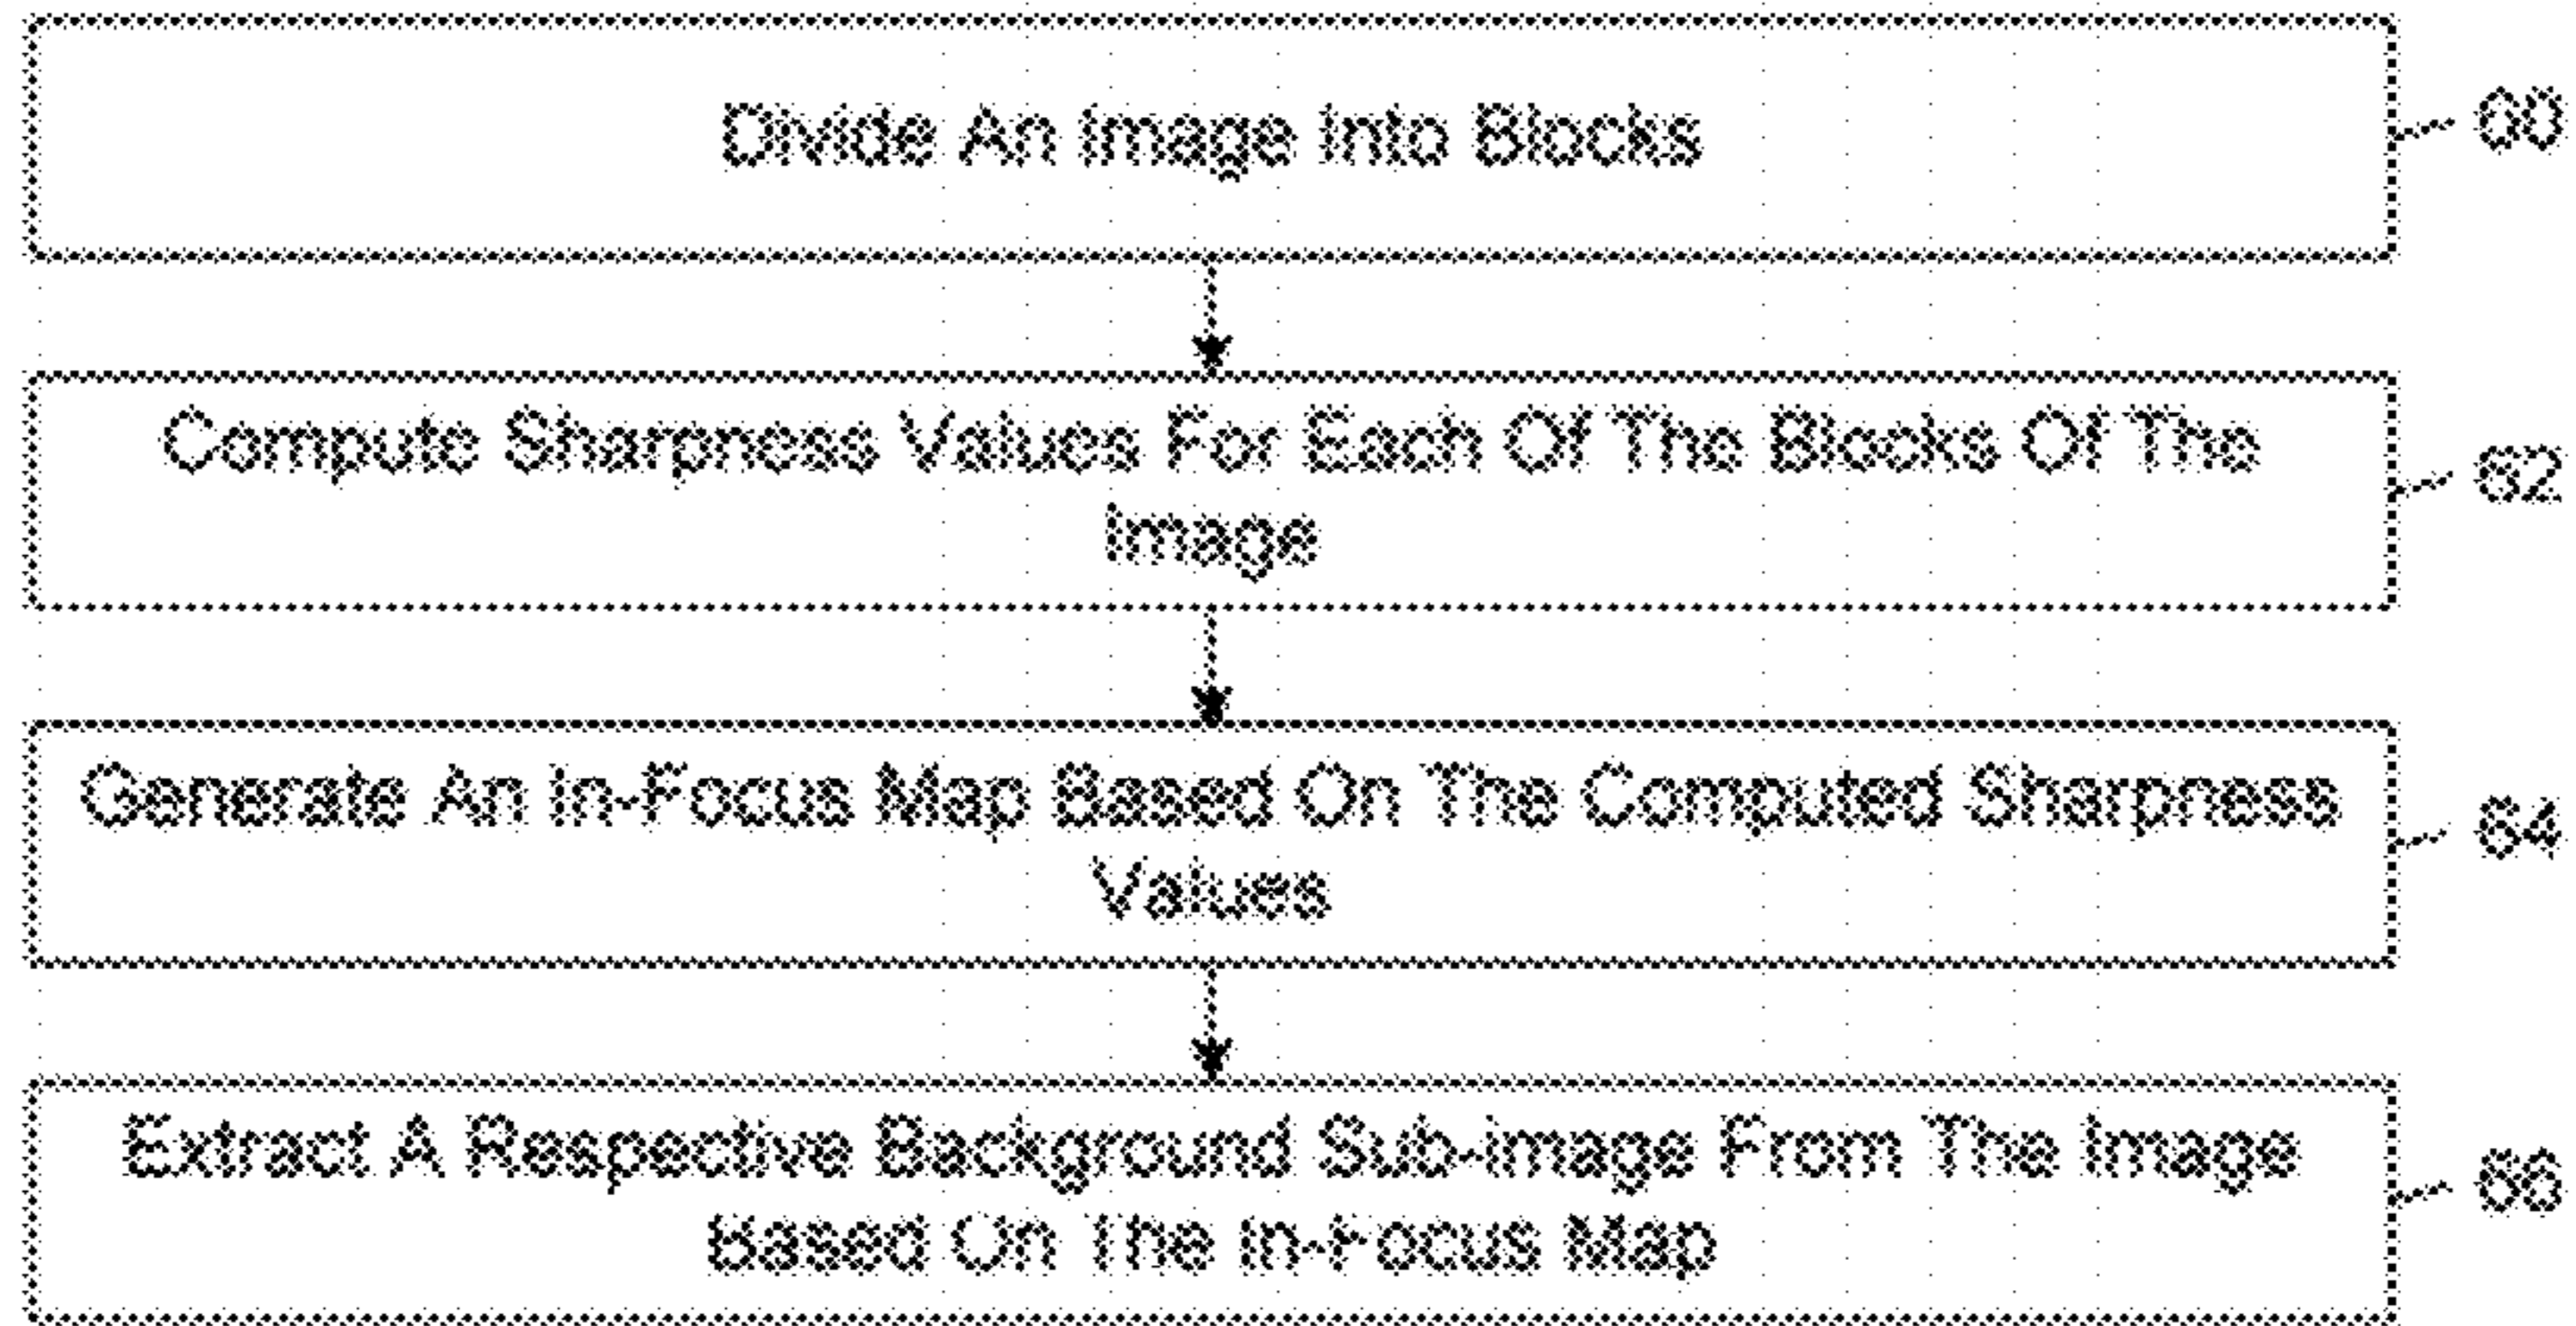 Divide An Image Into Blocks
60
Compute Sharpness Values For Each Of The Blocks Of The
Image
62
Generate An In-Focus Map Based On The Computed Sharpness
Values
64
Extract A Respective Background Sub-image From The Image
Based On The In-Focus Map
66